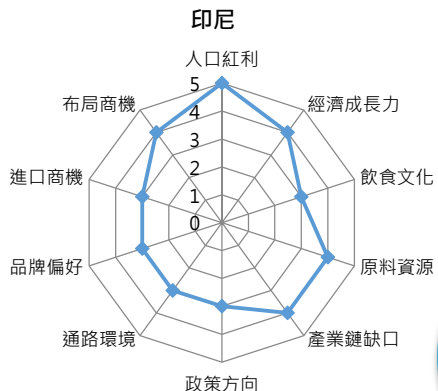 印尼
人口紅利
布局商機
5
經濟成長力
4
3
進口商機
2
飲食文化
1
0
品牌偏好
原料資源
通路環境
產業鏈缺口
政策方向